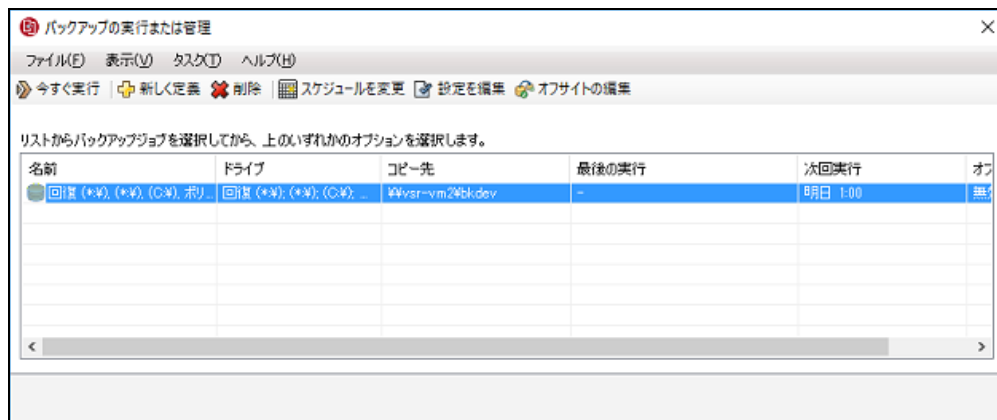 バックアップの実行または管理
ファイル(F) 表示(V) タスク(T) ヘルプ(H)
今すぐ実行 新しく定義 削除 スケジュールを変更 設定を編集 オフサイトの編集
リストからバックアップジョブを選択してから、上のいずれかのオプションを選択します。
名前 ドライブ コピー先 最後の実行 次回実行 オフ
回復 (*:¥), (*:¥), (C:¥), ボリ... 回復 (*:¥); (*:¥); (C:¥); ... ¥¥vsr-vm2¥bkdev - 明日 1:00 無